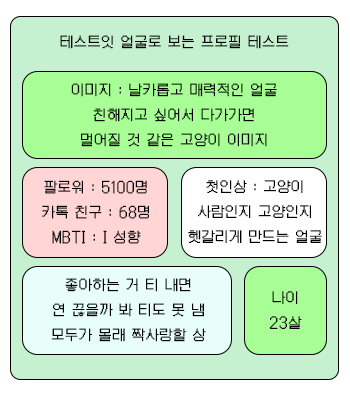 테스트잇 얼굴로 보는 프로필 테스트
이미지 : 날카롭고 매력적인 얼굴
친해지고 싶어서 다가가면
멀어질 것 같은 고양이 이미지
팔로워 : 5100명
카톡 친구 : 68명
MBTI : I 성향
첫인상 : 고양이
사람인지 고양인지
헷갈리게 만드는 얼굴
좋아하는 거 티 내면
연 끊을까 봐 티도 못 냄
모두가 몰래 짝사랑할 상
나이
23살